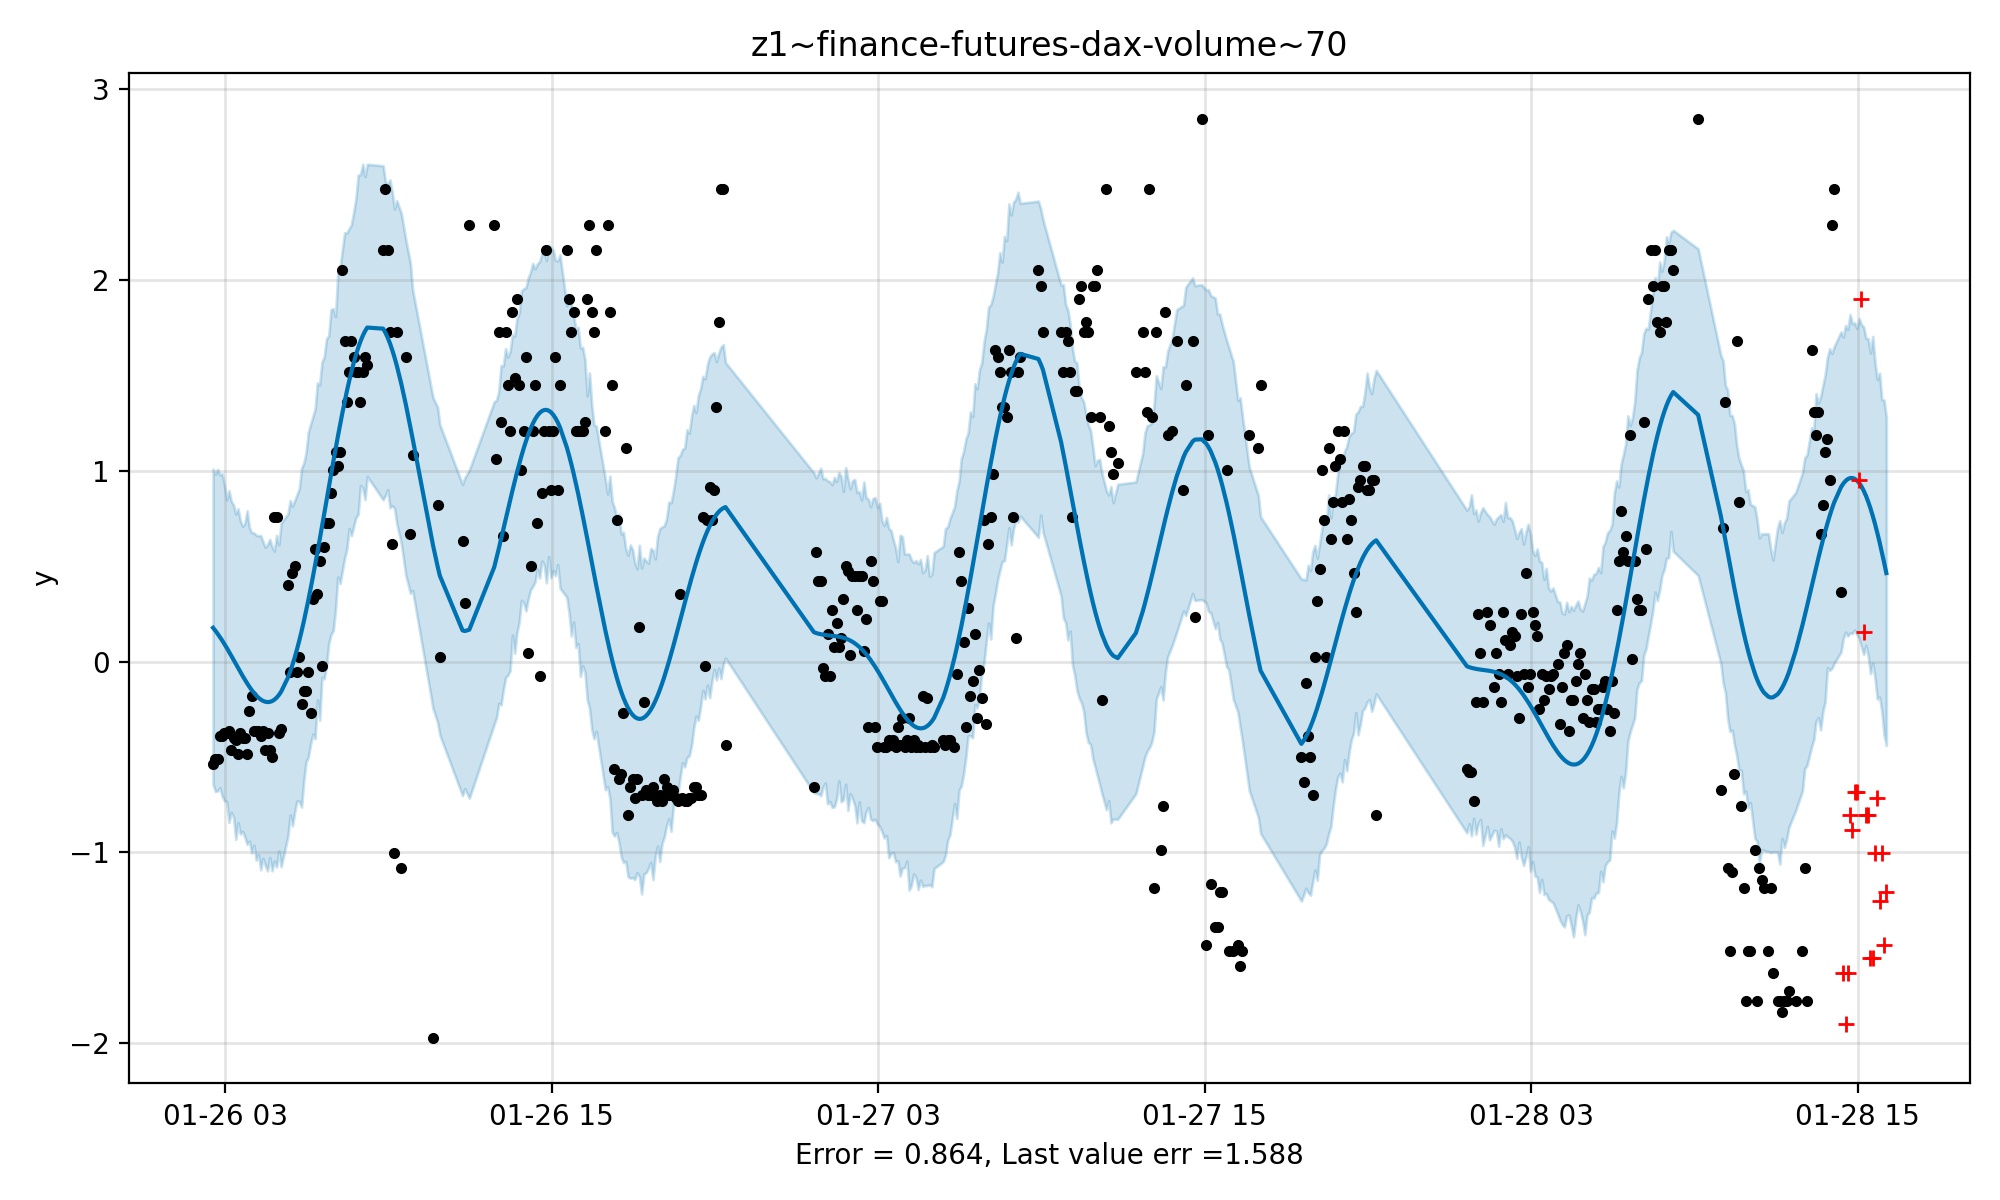 z1~finance-futures-dax-volume~70
3
2
1
0
−1
−2
y
01-26 03 01-26 15 01-27 03 01-27 15 01-28 03 01-28 15
Error = 0.864, Last value err =1.588